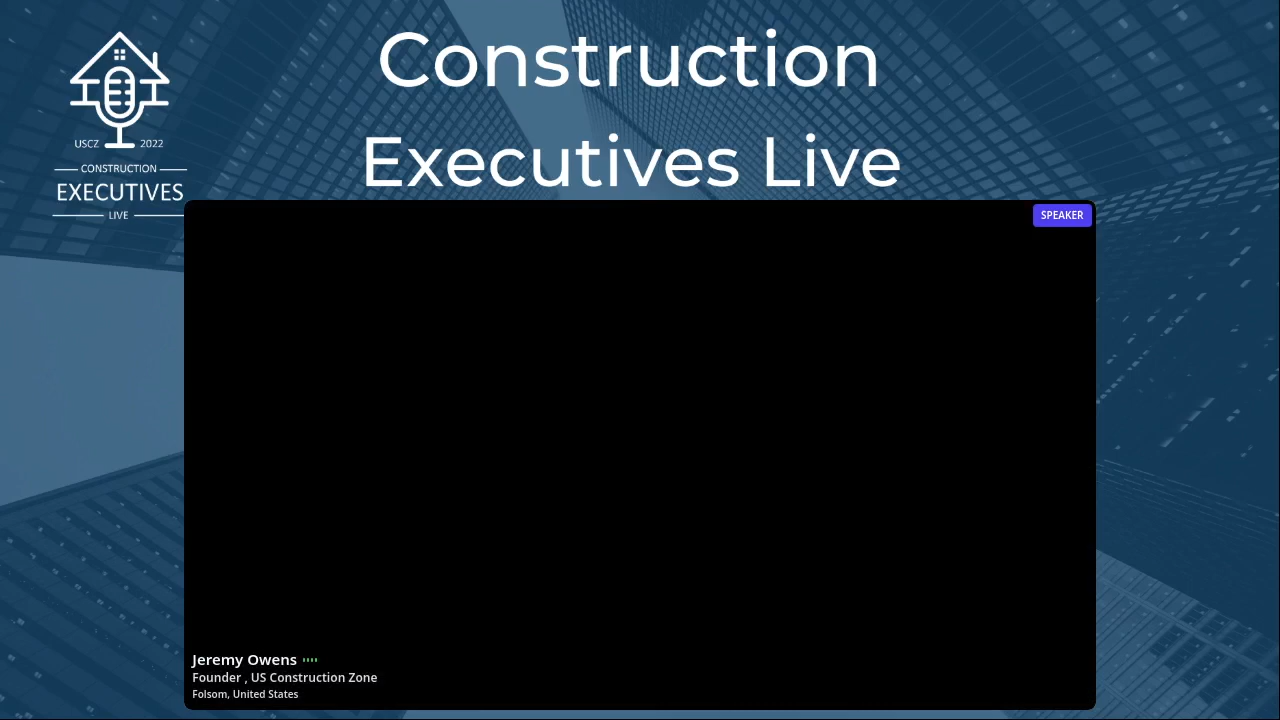 Construction
Executives Live
USCZ 2022
CONSTRUCTION
EXECUTIVES
LIVE
SPEAKER
Jeremy Owens
Founder , US Construction Zone
Folsom, United States